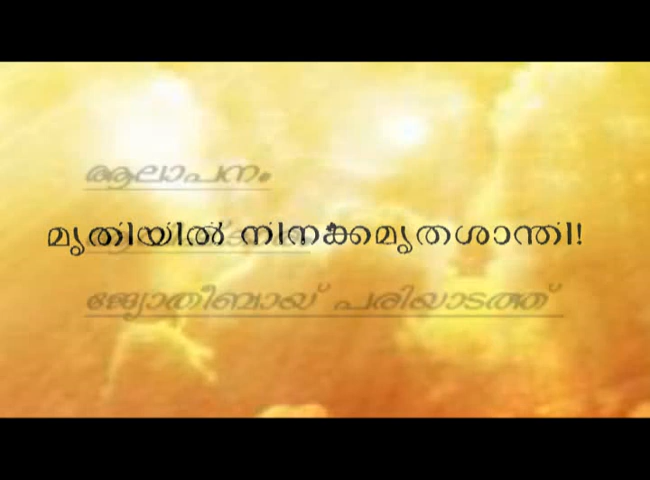 ആലാപനം
മൃതിയിൽ നിനക്കമൃതശാന്തി!
ജ്യോതീബായ് പരിയാടത്ത്